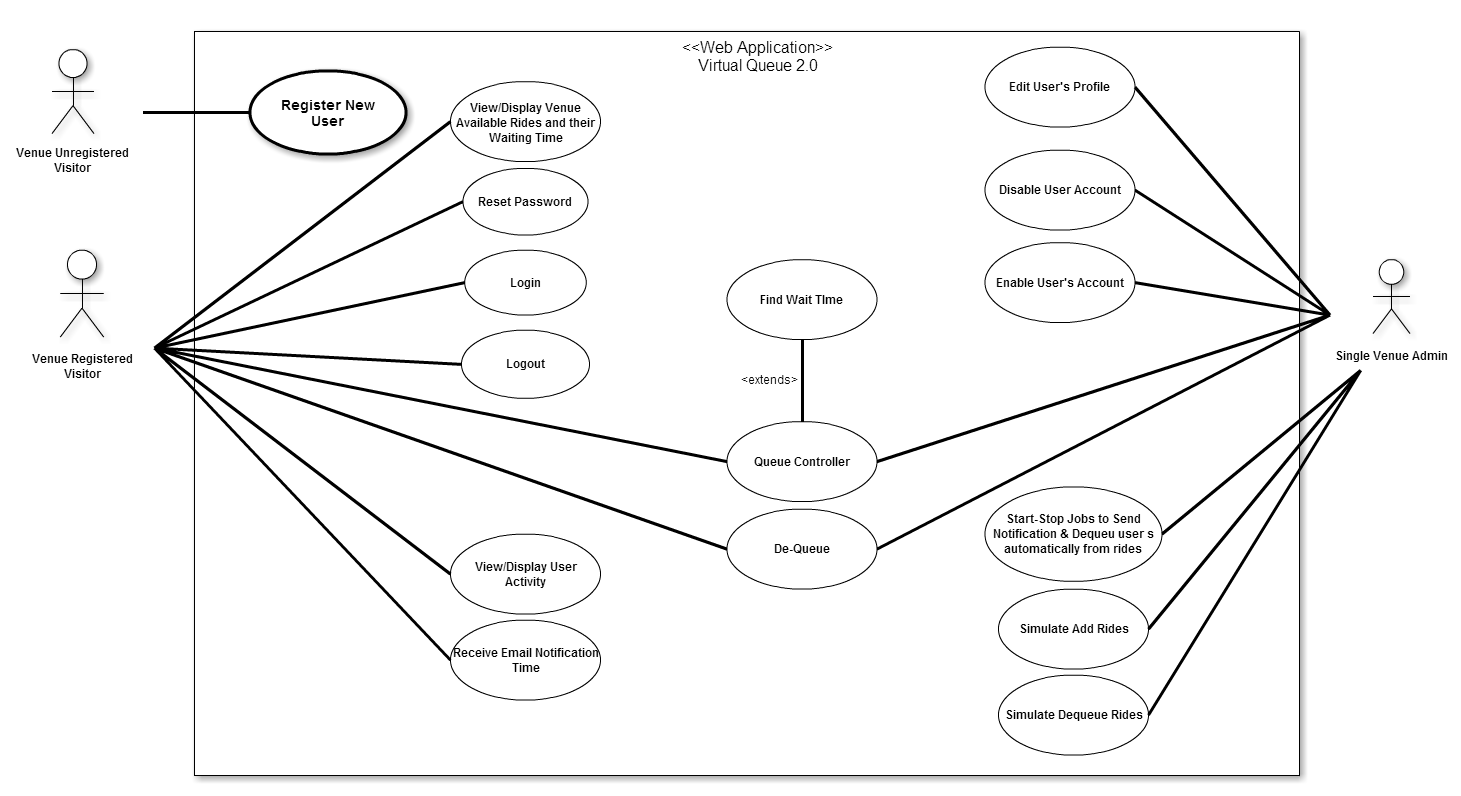 <<Web Application>>
Virtual Queue 2.0
Venue Unregistered
Visitor
Register New
User
View/Display Venue
Available Rides and their
Waiting Time
Reset Password
Login
Logout
Venue Registered
Visitor
Find Wait TIme
<extends>
Queue Controller
De-Queue
View/Display User
Activity
Receive Email Notification
Time
Edit User's Profile
Disable User Account
Enable User's Account
Single Venue Admin
Start-Stop Jobs to Send
Notification & Dequeu user s
automatically from rides
Simulate Add Rides
Simulate Dequeue Rides